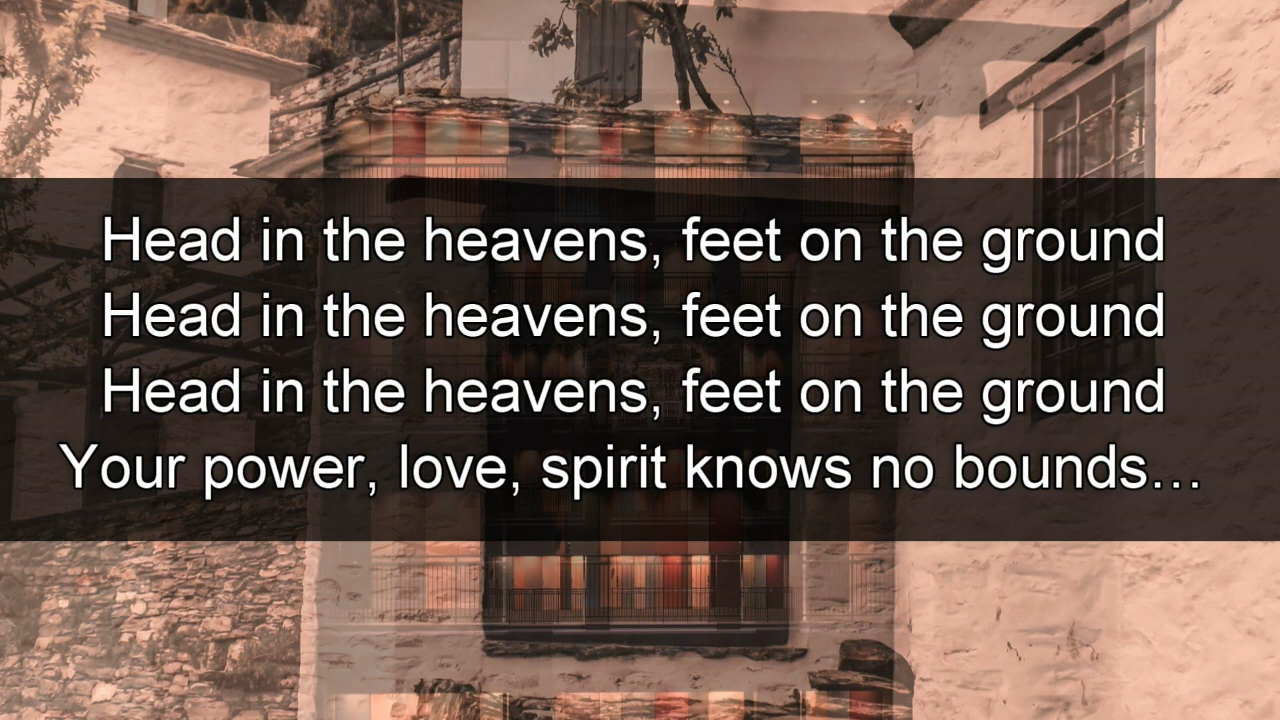 Head in the heavens, feet on the ground
Head in the heavens, feet on the ground
Head in the heavens, feet on the ground
Your power, love, spirit knows no bounds…